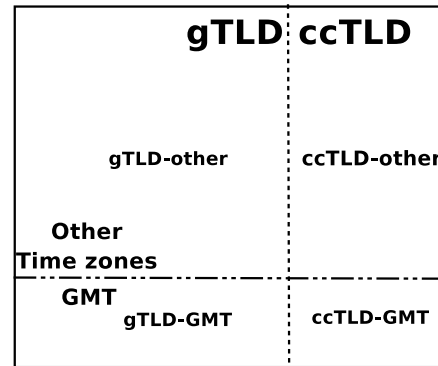 gTLD ccTLD
gTLD-other ccTLD-other
Other
Time zones
GMT
gTLD-GMT ccTLD-GMT